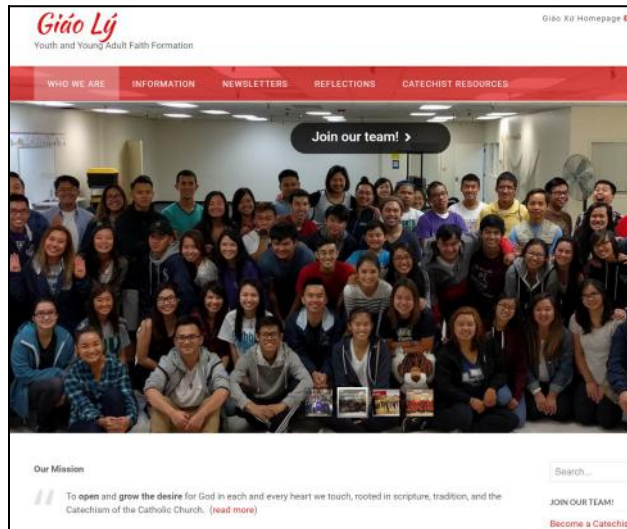 Giáo Lý
Giáo Xứ Homepage
Youth and Young Adult Faith Formation
WHO WE ARE INFORMATION NEWSLETTERS REFLECTIONS CATECHIST RESOURCES
Join our team! >
Our Mission
Search...
To open and grow the desire for God in each and every heart we touch, rooted in scripture, tradition, and the
Catechism of the Catholic Church. (read more)
JOIN OUR TEAM!
Become a Catechis